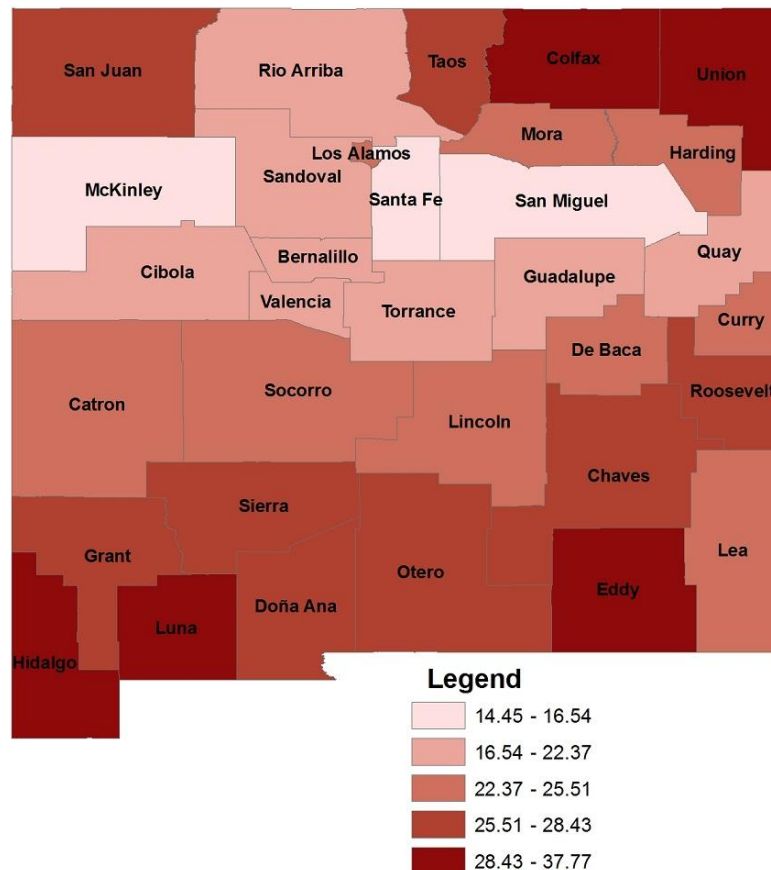 San Juan
Rio Arriba
Taos
Colfax
Union
Mora
Los Alamos
Harding
Sandoval
McKinley
Santa Fe
San Miguel
Quay
Bernalillo
Cibola
Guadalupe
Valencia
Torrance
Curry
De Baca
Roosevelt
Socorro
Catron
Lincoln
Chaves
Sierra
Lea
Grant
Otero
Eddy
Doña Ana
Luna
Hidalgo
Legend
14.45 - 16.54
16.54 - 22.37
22.37 - 25.51
25.51 - 28.43
28.43 - 37.77